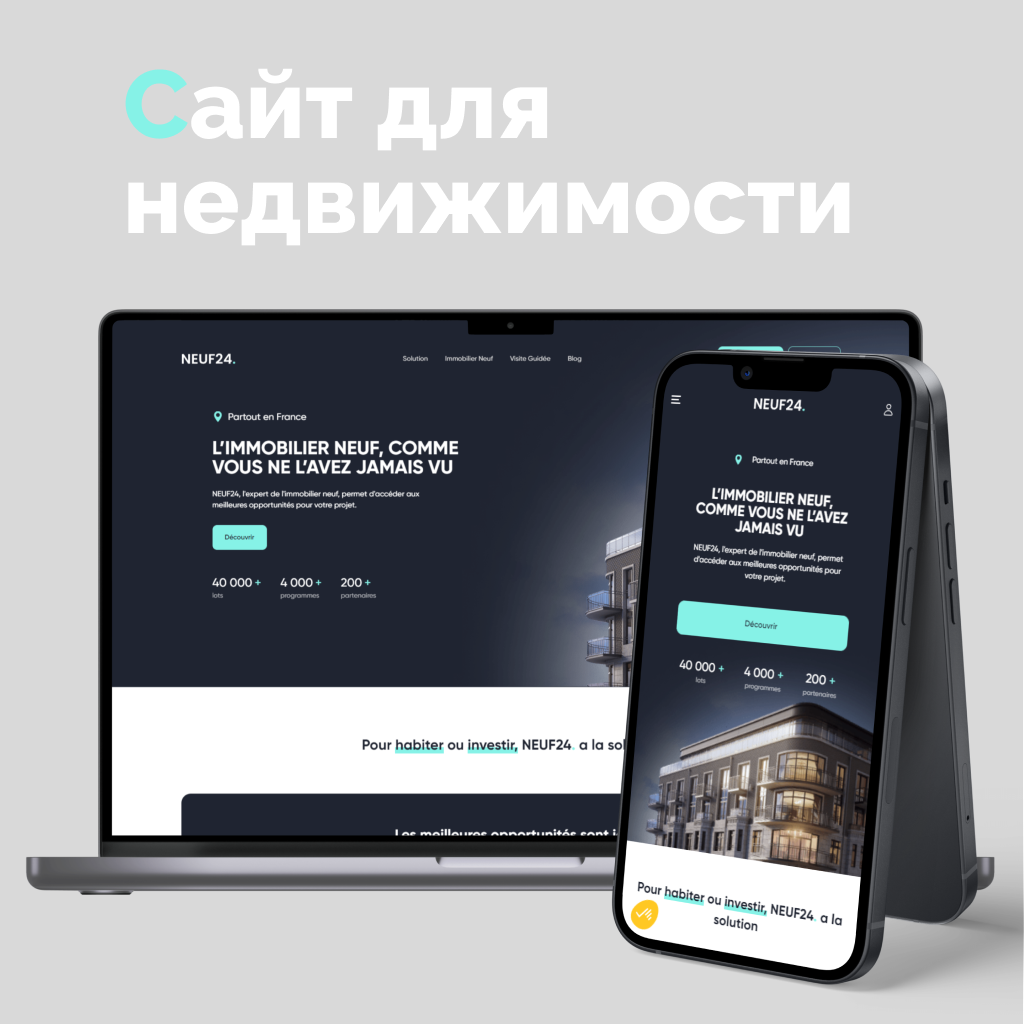 Сайт для
недвижимости
NEUF24.
Solution Immobilier Neuf Visite Guidée Blog
Partout en France
L'IMMOBILIER NEUF, COMME
VOUS NE L'AVEZ JAMAIS VU
NEUF24, l'expert de l'immobilier neuf, permet d'accéder aux
meilleures opportunités pour votre projet.
Découvrir
40 000 + 4 000 + 200 +
lots programmes partenaires
Pour habiter ou investir, NEUF24. a la sol
Les meilleures opportunités sont i
NEUF24.
Partout en France
L'IMMOBILIER NEUF,
COMME VOUS NE L'AVEZ
JAMAIS VU
NEUF24, l'expert de l'immobilier neuf, permet
d'accéder aux meilleures opportunités pour
votre projet.
Découvrir
40 000 + 4 000 + 200 +
lots programmes partenaires
Pour habiter ou investir, NEUF24. a la
solution